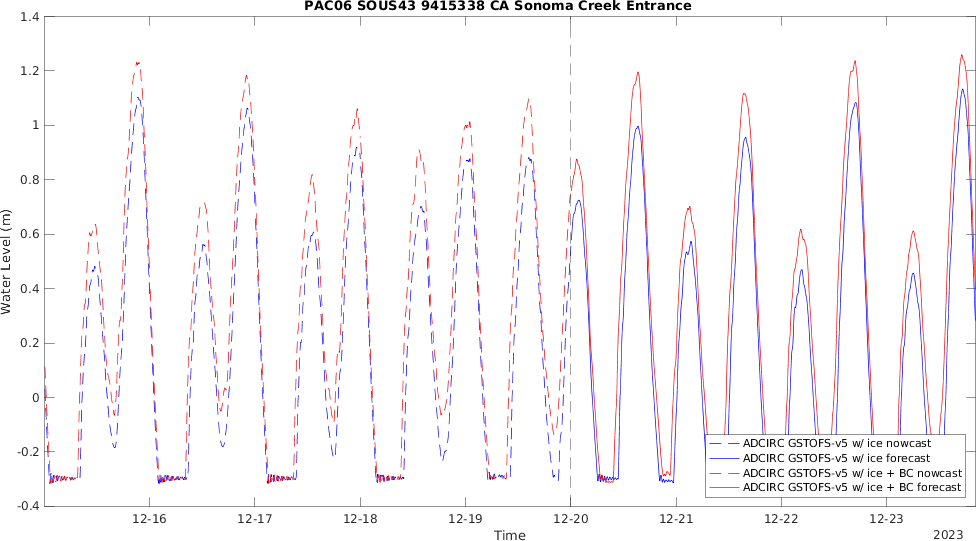 PAC06 SOUS43 9415338 CA Sonoma Creek Entrance
1.4
1.2
1
0.8
0.6
0.4
0.2
0
-0.2
-0.4
Water Level (m)
ADCIRC GSTOFS-v5 w/ ice nowcast
ADCIRC GSTOFS-v5 w/ ice forecast
ADCIRC GSTOFS-v5 w/ ice + BC nowcast
ADCIRC GSTOFS-v5 w/ ice + BC forecast
12-16 12-17 12-18 12-19 12-20 12-21 12-22 12-23
Time
2023